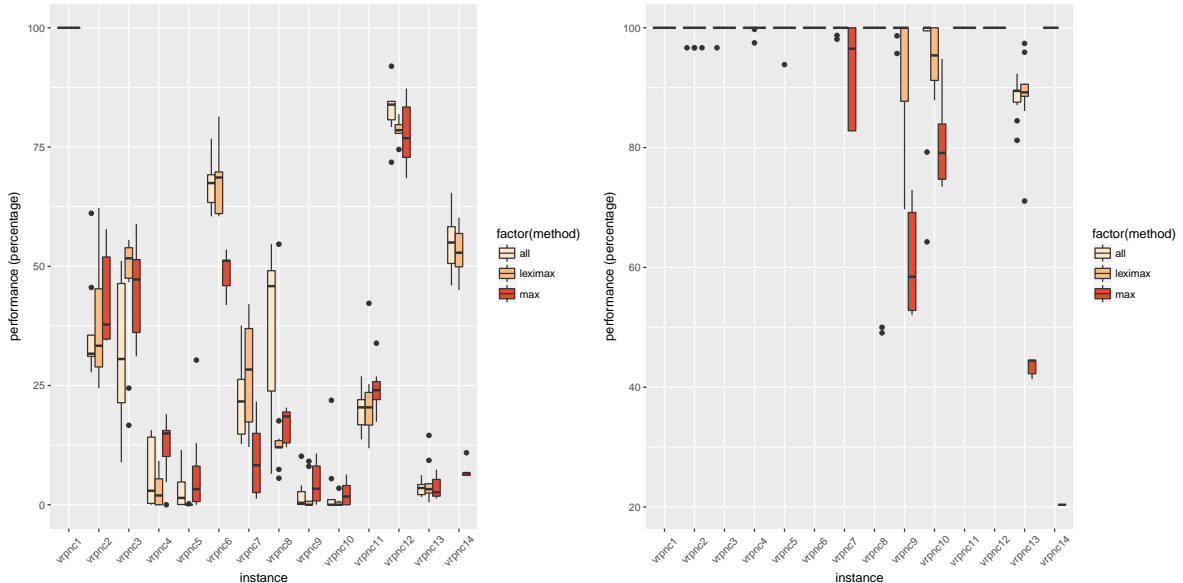 100
75
50
25
0
performance (percentage)
vrpnc1
vrpnc2
vrpnc3
vrpnc4
vrpnc5
vrpnc6
vrpnc7
vrpnc8
vrpnc9
vrpnc10
vrpnc11
vrpnc12
vrpnc13
vrpnc14
instance
factor(method)
all
leximax
max
100
80
60
40
20
performance (percentage)
vrpnc1
vrpnc2
vrpnc3
vrpnc4
vrpnc5
vrpnc6
vrpnc7
vrpnc8
vrpnc9
vrpnc10
vrpnc11
vrpnc12
vrpnc13
vrpnc14
instance
factor(method)
all
leximax
max